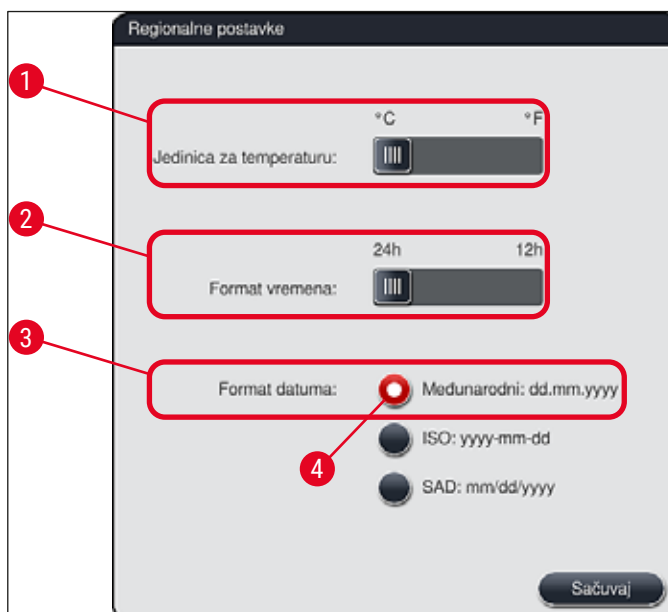 Regionalne postavke
1
°C °F
Jedinica za temperaturu:
2
24h 12h
Format vremena:
3
Format datuma: Međunarodni: dd.mm.yyyy
ISO: yyyy-mm-dd
4
SAD: mm/dd/yyyy
Sačuvaj